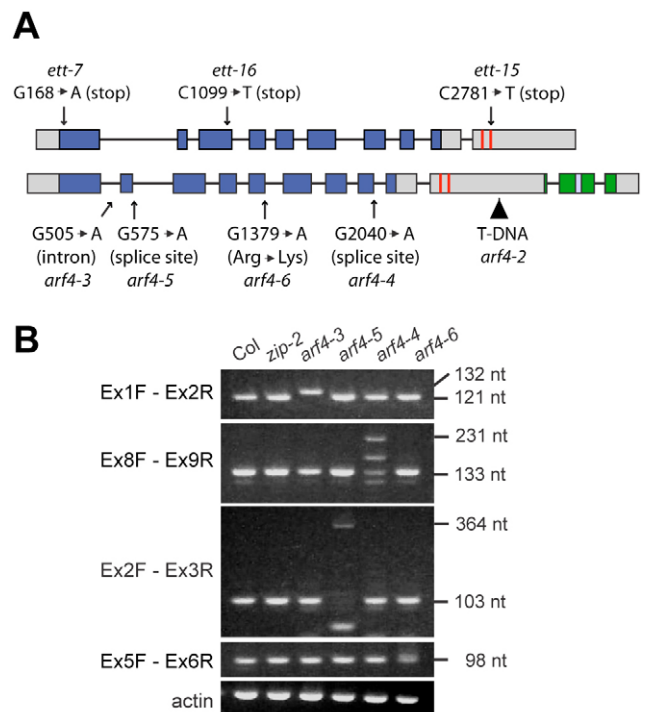 A
ett-7 ett-16 ett-15
G168➤A (stop) C1099➤T (stop) C2781➤T (stop)
G505➤A G575➤A G1379➤A G2040➤A T-DNA
(intron) (splice site) (Arg➤Lys) (splice site) arf4-2
arf4-3 arf4-5 arf4-6 arf4-4
B
Col zip-2 arf4-3 arf4-5 arf4-4 arf4-6
Ex1F - Ex2R 132 nt
121 nt
Ex8F - Ex9R 231 nt
133 nt
364 nt
Ex2F - Ex3R 103 nt
Ex5F - Ex6R 98 nt
actin